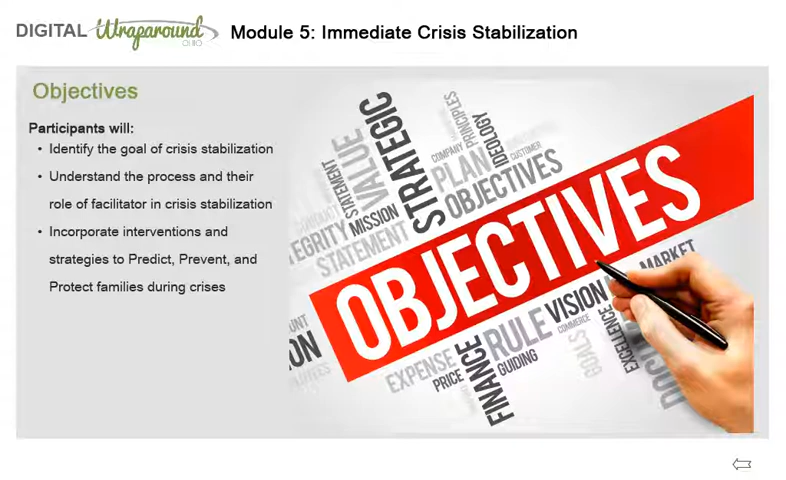 DIGITAL Wraparound
OHIO
Module 5: Immediate Crisis Stabilization
Objectives
Participants will:
• Identify the goal of crisis stabilization
• Understand the process and their
role of facilitator in crisis stabilization
• Incorporate interventions and
strategies to Predict, Prevent, and
Protect families during crises
STATEMENT
VALUE
STRATEGIC
COMPANY
PRINCIPLES
IDEOLOGY
CUSTOMER
PLAN
OBJECTIVES
CONDUCT
EGRITY
MISSION
STATEMENT
OBJECTIVES
MARKET
ON
EXPENSE
PRICE
FINANCE
RULE
GUIDING
VISION
COMMERCE
GOALS
EXCELLENCE